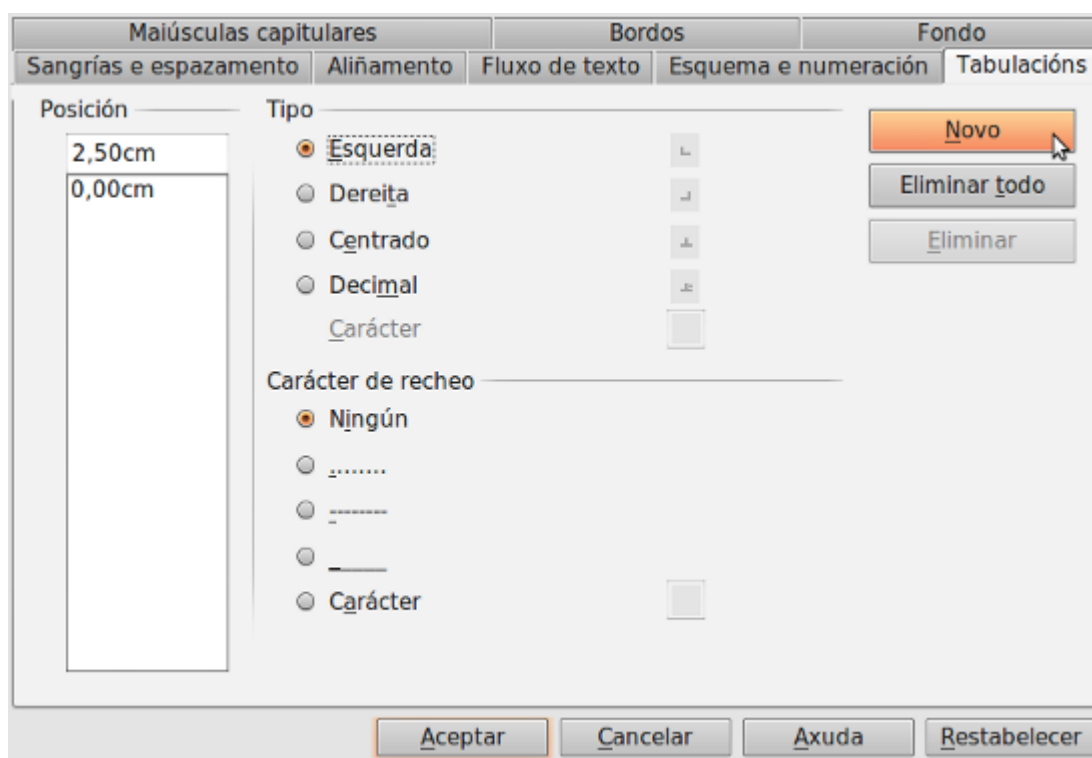 Maiúsculas capitulares Bordos Fondo
Sangrías e espazamento Aliñamento Fluxo de texto Esquema e numeración Tabulacións
Posición
2,50cm
0,00cm
Tipo
Esquerda
Dereita
Centrado
Decimal
Carácter
Carácter de recheo
Ningún
........
--------
_____
Carácter
Novo
Eliminar todo
Eliminar
Aceptar Cancelar Axuda Restabelecer